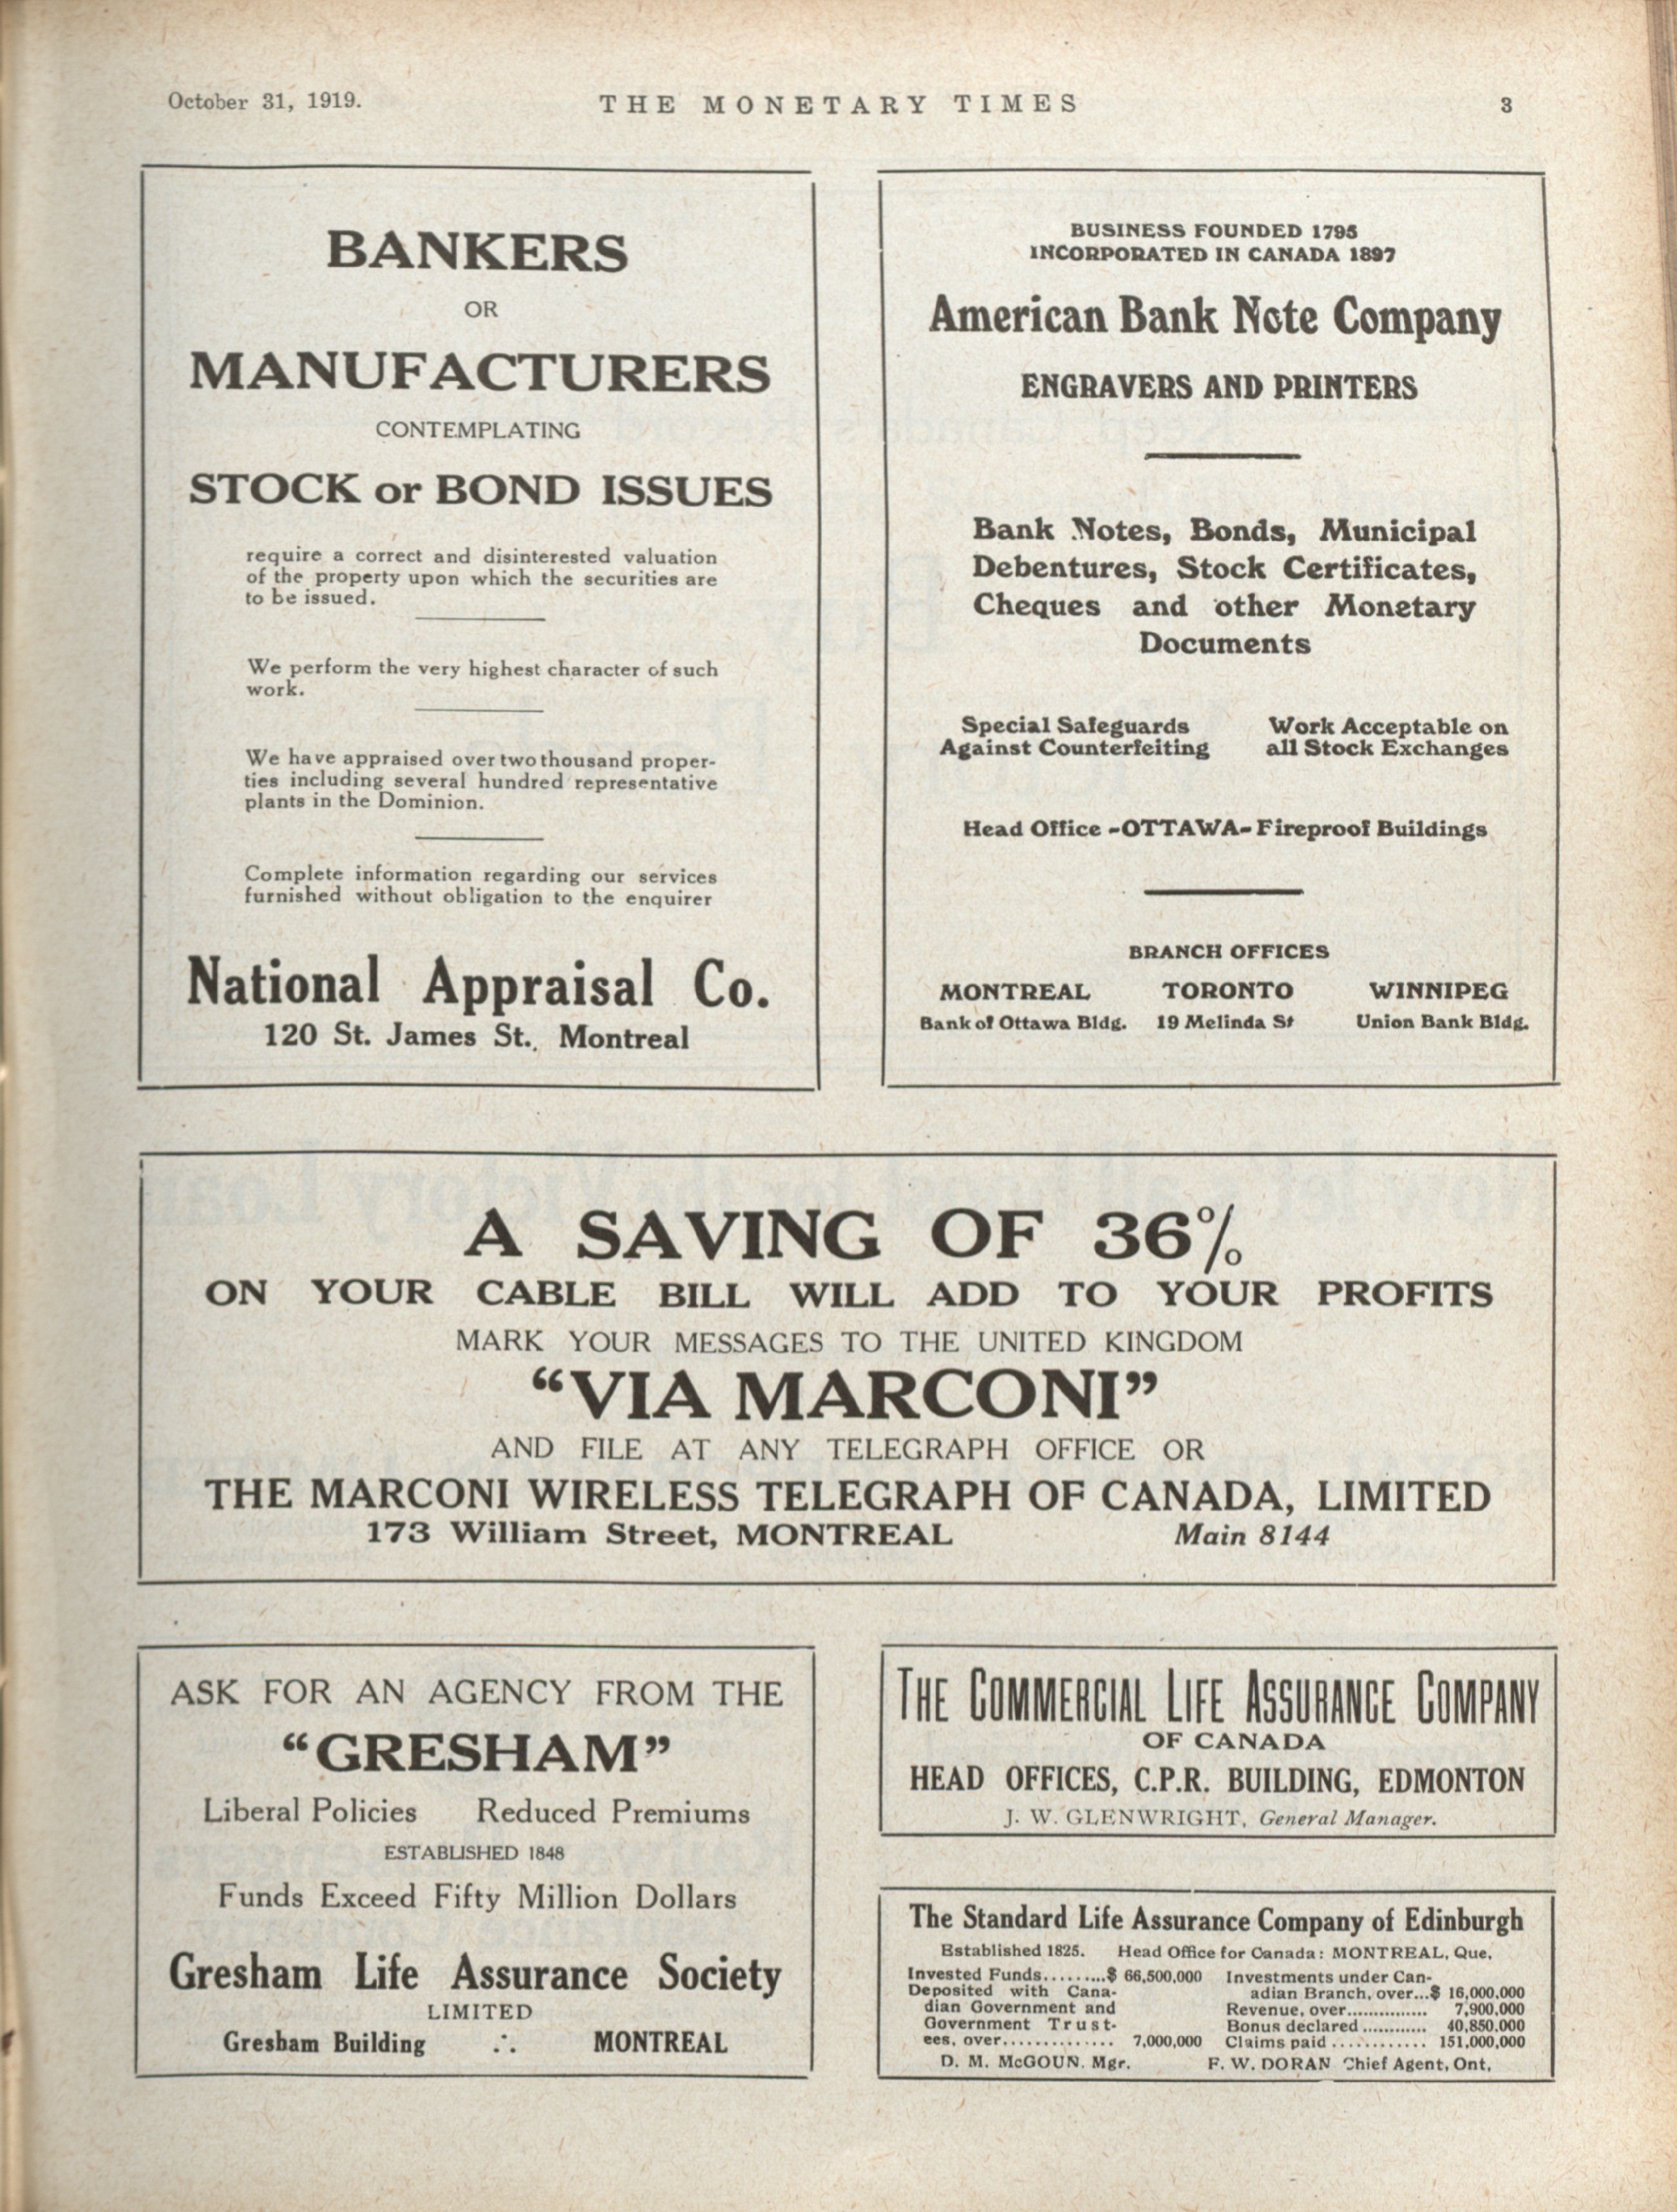 October 31, 1919.
THE MONETARY TIMES
3
BANKERS
OR
MANUFACTURERS
CONTEMPLATING
STOCK or BOND ISSUES
require a correct and disinterested valuation
of the property upon which the securities are
to be issued.
We perform the very highest character of such
work.
We have appraised over two thousand proper-
ties including several hundred representative
plants in the Dominion.
Complete information regarding our services
furnished without obligation to the enquirer
National Appraisal Co.
120 St. James St., Montreal
BUSINESS FOUNDED 1795
INCORPORATED IN CANADA 1897
American Bank Note Company
ENGRAVERS AND PRINTERS
Bank Notes, Bonds, Municipal
Debentures, Stock Certificates,
Cheques and other Monetary
Documents
Special Safeguards
Against Counterfeiting
Work Acceptable on
all Stock Exchanges
Head Office -OTTAWA- Fireproof Buildings
BRANCH OFFICES
MONTREAL TORONTO WINNIPEG
Bank of Ottawa Bldg. 19 Melinda St Union Bank Bldg.
A SAVING OF 36%
ON YOUR CABLE BILL WILL ADD TO YOUR PROFITS
MARK YOUR MESSAGES TO THE UNITED KINGDOM
“VIA MARCONI”
AND FILE AT ANY TELEGRAPH OFFICE OR
THE MARCONI WIRELESS TELEGRAPH OF CANADA, LIMITED
173 William Street, MONTREAL Main 8144
ASK FOR AN AGENCY FROM THE
“GRESHAM”
Liberal Policies Reduced Premiums
ESTABLISHED 1848
Funds Exceed Fifty Million Dollars
Gresham Life Assurance Society
LIMITED
Gresham Building ∴ MONTREAL
THE COMMERCIAL LIFE ASSURANCE COMPANY
OF CANADA
HEAD OFFICES, C.P.R. BUILDING, EDMONTON
J. W. GLENWRIGHT, General Manager.
The Standard Life Assurance Company of Edinburgh
Established 1825. Head Office for Canada: MONTREAL, Que.
Invested Funds.........$ 66,500,000
Deposited with Cana-
dian Government and
Government Trust-
ees, over.............. 7,000,000
Investments under Can-
adian Branch, over...$ 16,000,000
Revenue, over............... 7,900,000
Bonus declared ............ 40,850,000
Claims paid ............ 151,000,000
D. M. McGOUN, Mgr. F. W. DORAN Chief Agent, Ont.